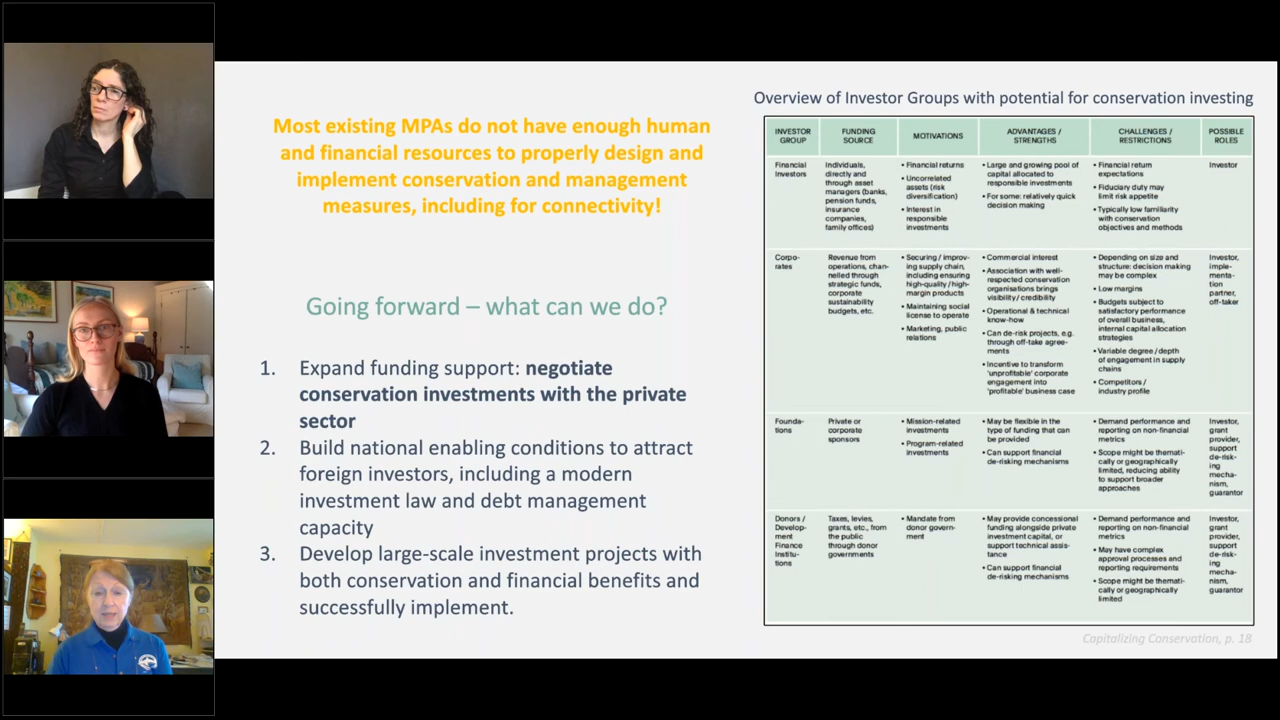 Most existing MPAs do not have enough human
and financial resources to properly design and
implement conservation and management
measures, including for connectivity!
Going forward – what can we do?
1. Expand funding support: negotiate
conservation investments with the private
sector
2. Build national enabling conditions to attract
foreign investors, including a modern
investment law and debt management
capacity
3. Develop large-scale investment projects with
both conservation and financial benefits and
successfully implement.
Overview of Investor Groups with potential for conservation investing
INVESTOR
GROUP
FUNDING
SOURCE
MOTIVATIONS
ADVANTAGES /
STRENGTHS
CHALLENGES /
RESTRICTIONS
POSSIBLE
ROLES
Financial
Investors
Individuals,
directly and
through asset
managers (banks,
pension funds,
insurance
companies,
family offices)
• Financial returns
• Uncorrelated
assets (risk
diversification)
• Interest in
responsible
investments
• Large and growing pool of
capital allocated to
responsible investments
• For some: relatively quick
decision making
• Financial return
expectations
• Fiduciary duty may
limit risk appetite
• Typically low familiarity
with conservation
objectives and methods
Investor
Corpo-
rates
Revenue from
operations, chan-
nelled through
strategic funds,
corporate
sustainability
budgets, etc.
• Securing / improv-
ing supply chain,
including ensuring
high-quality / high-
margin products
• Maintaining social
license to operate
• Marketing, public
relations
• Commercial interest
• Association with well-
respected conservation
organisations brings
visibility / credibility
• Operational & technical
know-how
• Can de-risk projects, e.g.
through off-take agree-
ments
• Incentive to transform
'unprofitable' corporate
engagement into
'profitable' business case
• Depending on size and
structure: decision making
may be complex
• Low margins
• Budgets subject to
satisfactory performance
of overall business,
internal capital allocation
strategies
• Variable degree / depth
of engagement in supply
chains
• Competitors /
industry profile
Investor,
imple-
menta-
tion
partner,
off-taker
Founda-
tions
Private or
corporate
sponsors
• Mission-related
investments
• Program-related
investments
• May be flexible in the
type of funding that can
be provided
• Can support financial
de-risking mechanisms
• Demand performance and
reporting on non-financial
metrics
• Scope might be themati-
cally or geographically
limited, reducing ability
to support broader
approaches
Investor,
grant
provider,
support
de-risk-
ing
mecha-
nism,
guarantor
Donors /
Develop-
ment
Finance
Institu-
tions
Taxes, levies,
grants, etc., from
the public
through donor
governments
• Mandate from
donor govern-
ment
• May provide concessional
funding alongside private
investment capital, or
support technical assis-
tance
• Can support financial
de-risking mechanisms
• Demand performance and
reporting on non-financial
metrics
• May have complex
approval processes and
reporting requirements
• Scope might be themati-
cally or geographically
limited
Investor,
grant
provider,
support
de-risk-
ing
mecha-
nism,
guarantor
Capitalizing Conservation, p. 18